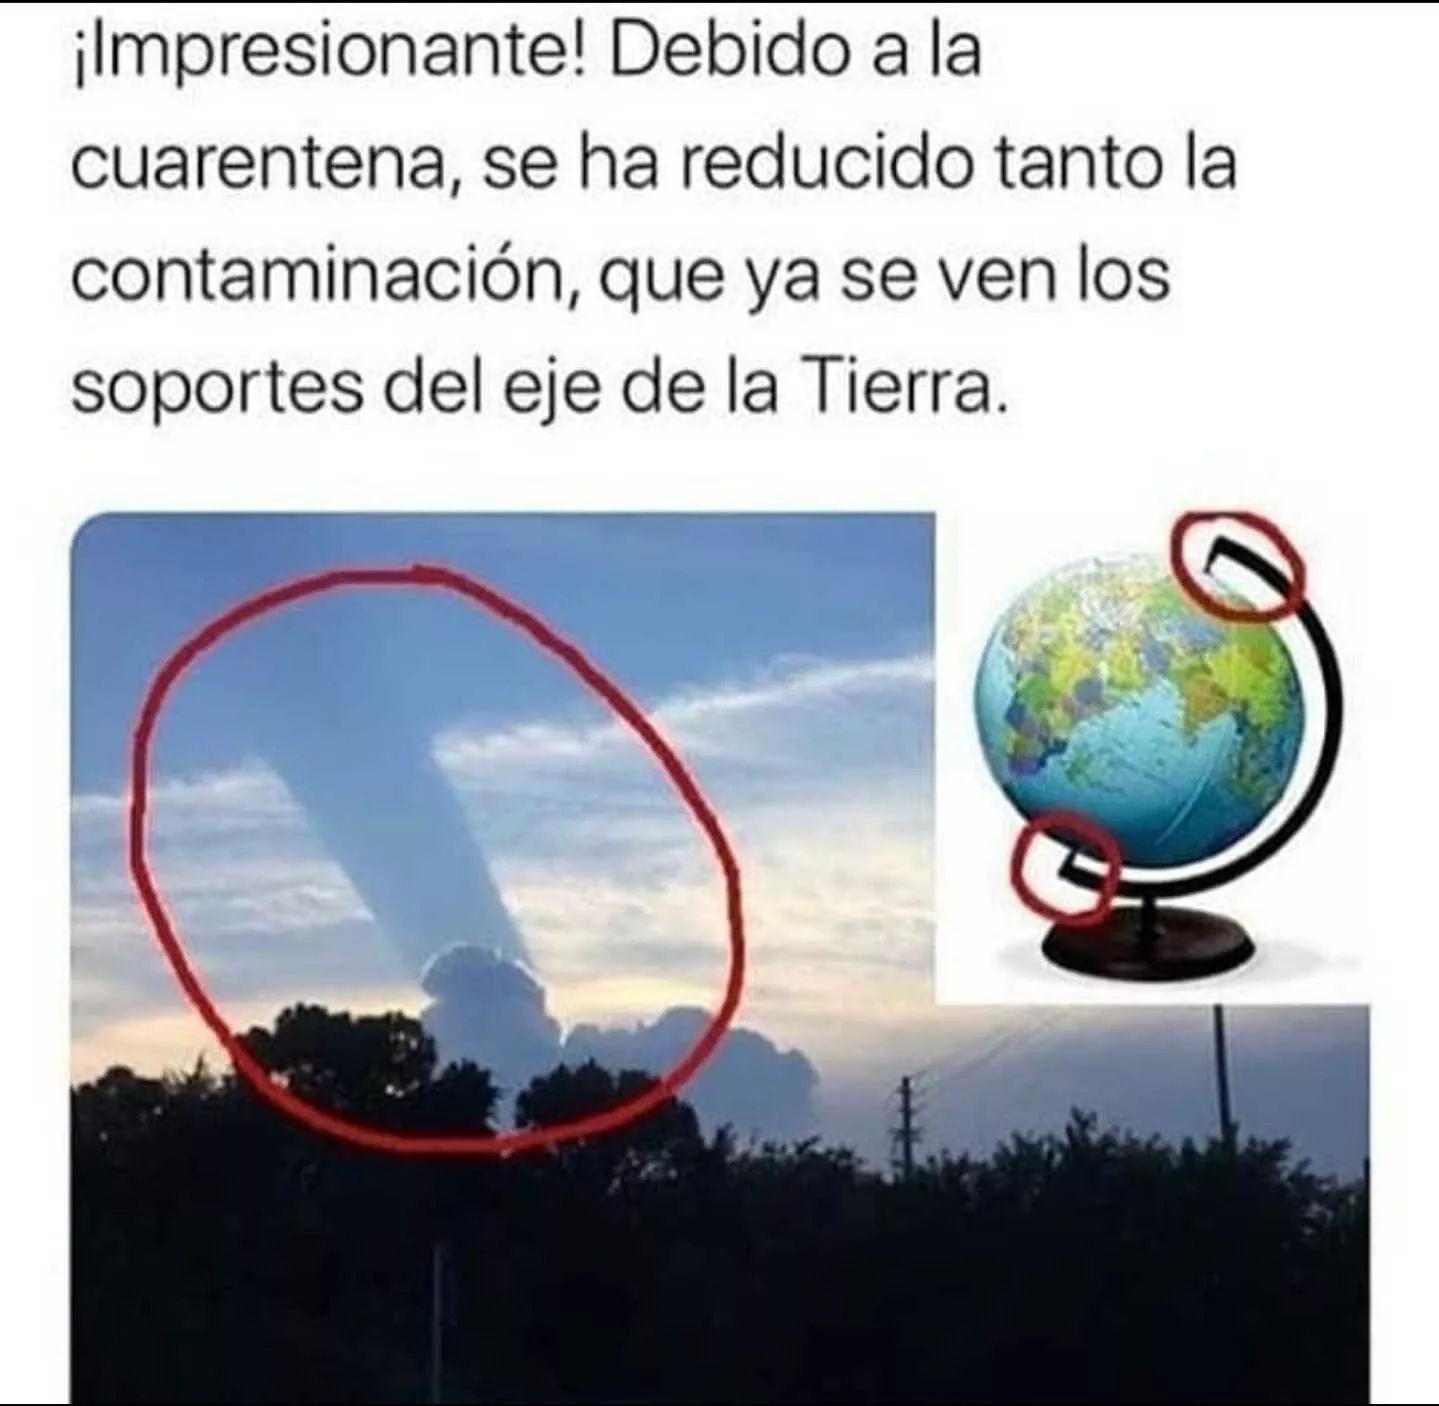 ¡Impresionante! Debido a la
cuarentena, se ha reducido tanto la
contaminación, que ya se ven los
soportes del eje de la Tierra.